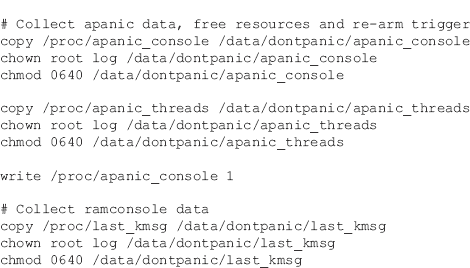 # Collect apanic data, free resources and re-arm trigger
copy /proc/apanic_console /data/dontpanic/apanic_console
chown root log /data/dontpanic/apanic_console
chmod 0640 /data/dontpanic/apanic_console

copy /proc/apanic_threads /data/dontpanic/apanic_threads
chown root log /data/dontpanic/apanic_threads
chmod 0640 /data/dontpanic/apanic_threads

write /proc/apanic_console 1

# Collect ramconsole data
copy /proc/last_kmsg /data/dontpanic/last_kmsg
chown root log /data/dontpanic/last_kmsg
chmod 0640 /data/dontpanic/last_kmsg